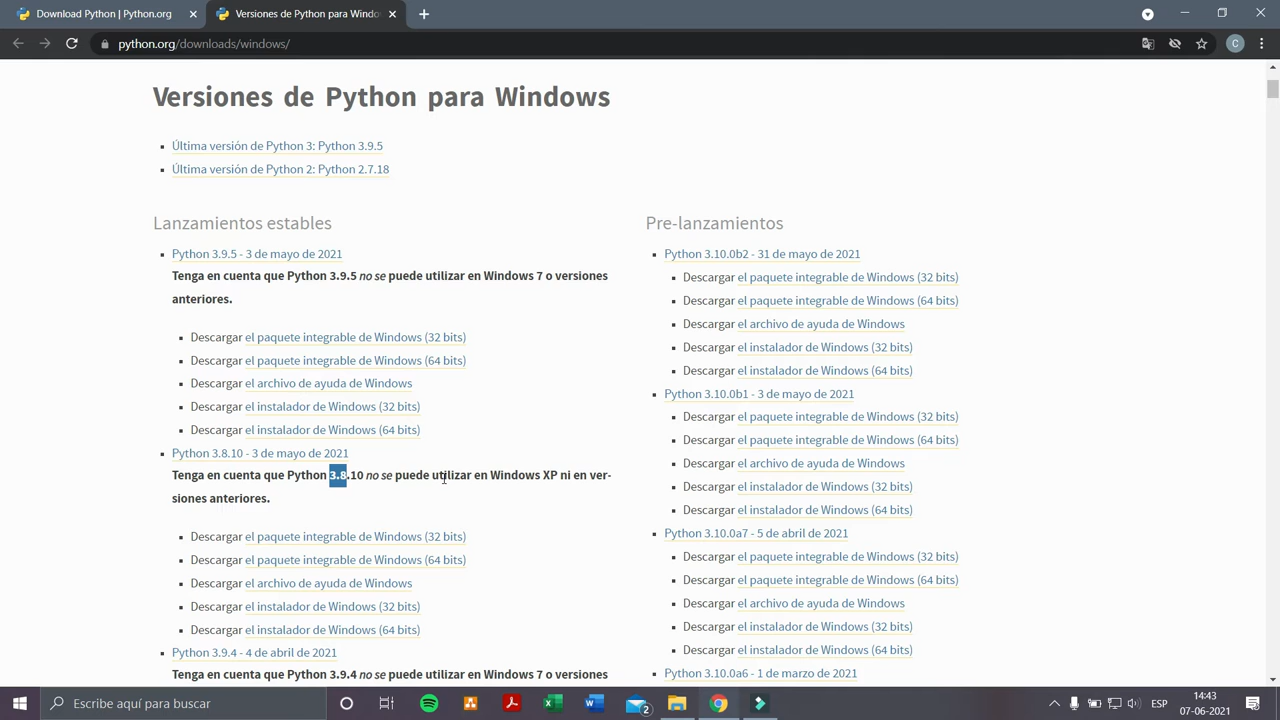 Download Python | Python.org
Versiones de Python para Windo
python.org/downloads/windows/
C
Versiones de Python para Windows
Última versión de Python 3: Python 3.9.5
Última versión de Python 2: Python 2.7.18
Lanzamientos estables
Python 3.9.5 - 3 de mayo de 2021
Tenga en cuenta que Python 3.9.5 no se puede utilizar en Windows 7 o versiones
anteriores.
Descargar el paquete integrable de Windows (32 bits)
Descargar el paquete integrable de Windows (64 bits)
Descargar el archivo de ayuda de Windows
Descargar el instalador de Windows (32 bits)
Descargar el instalador de Windows (64 bits)
Python 3.8.10 - 3 de mayo de 2021
Tenga en cuenta que Python 3.8.10 no se puede utilizar en Windows XP ni en ver-
siones anteriores.
Descargar el paquete integrable de Windows (32 bits)
Descargar el paquete integrable de Windows (64 bits)
Descargar el archivo de ayuda de Windows
Descargar el instalador de Windows (32 bits)
Descargar el instalador de Windows (64 bits)
Python 3.9.4 - 4 de abril de 2021
Tenga en cuenta que Python 3.9.4 no se puede utilizar en Windows 7 o versiones
Pre-lanzamientos
Python 3.10.0b2 - 31 de mayo de 2021
Descargar el paquete integrable de Windows (32 bits)
Descargar el paquete integrable de Windows (64 bits)
Descargar el archivo de ayuda de Windows
Descargar el instalador de Windows (32 bits)
Descargar el instalador de Windows (64 bits)
Python 3.10.0b1 - 3 de mayo de 2021
Descargar el paquete integrable de Windows (32 bits)
Descargar el paquete integrable de Windows (64 bits)
Descargar el archivo de ayuda de Windows
Descargar el instalador de Windows (32 bits)
Descargar el instalador de Windows (64 bits)
Python 3.10.0a7 - 5 de abril de 2021
Descargar el paquete integrable de Windows (32 bits)
Descargar el paquete integrable de Windows (64 bits)
Descargar el archivo de ayuda de Windows
Descargar el instalador de Windows (32 bits)
Descargar el instalador de Windows (64 bits)
Python 3.10.0a6 - 1 de marzo de 2021
Escribe aquí para buscar
2
ESP
14:43
07-06-2021